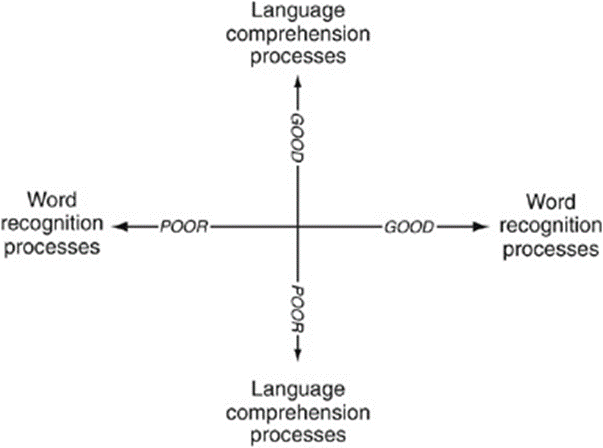 Language
comprehension
processes
GOOD
Word
recognition
processes
POOR
GOOD
Word
recognition
processes
POOR
Language
comprehension
processes